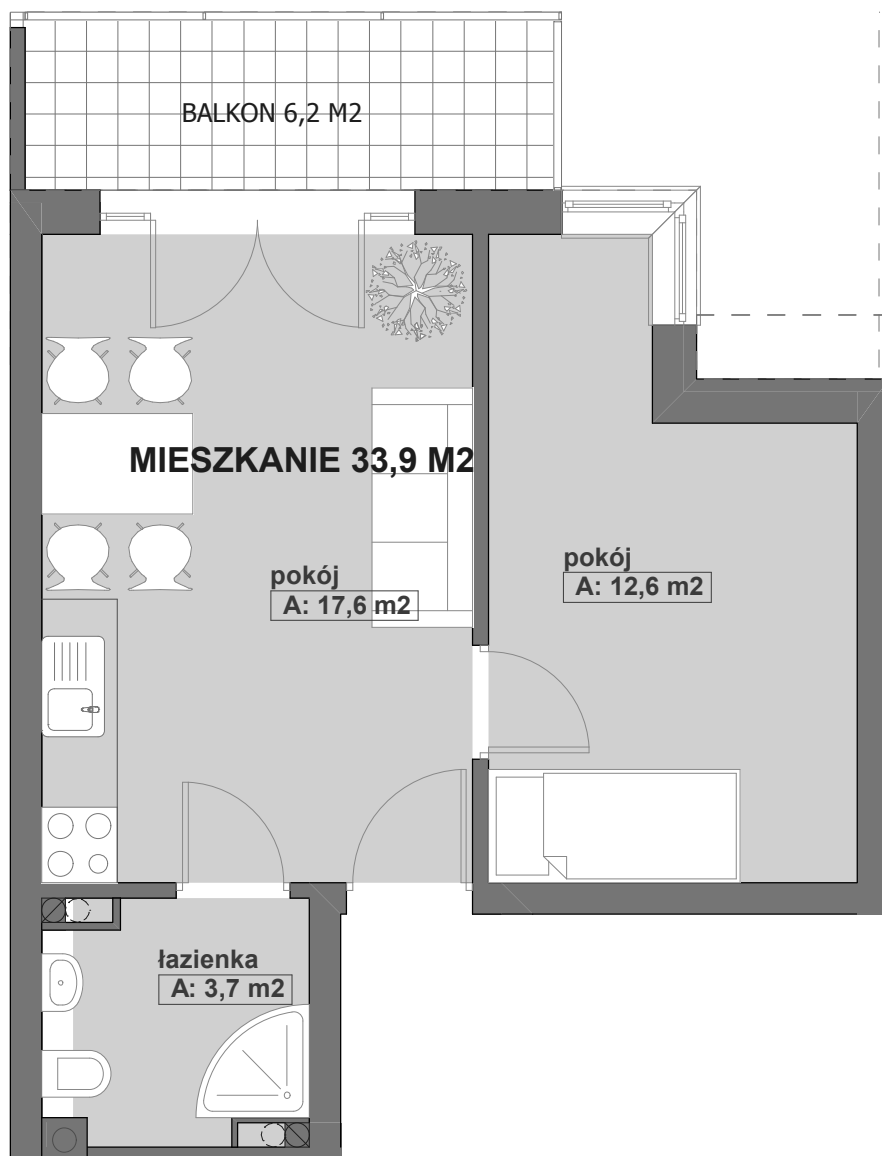 BALKON 6,2 M2
MIESZKANIE 33,9 M2
pokój
A: 17,6 m2
pokój
A: 12,6 m2
łazienka
A: 3,7 m2